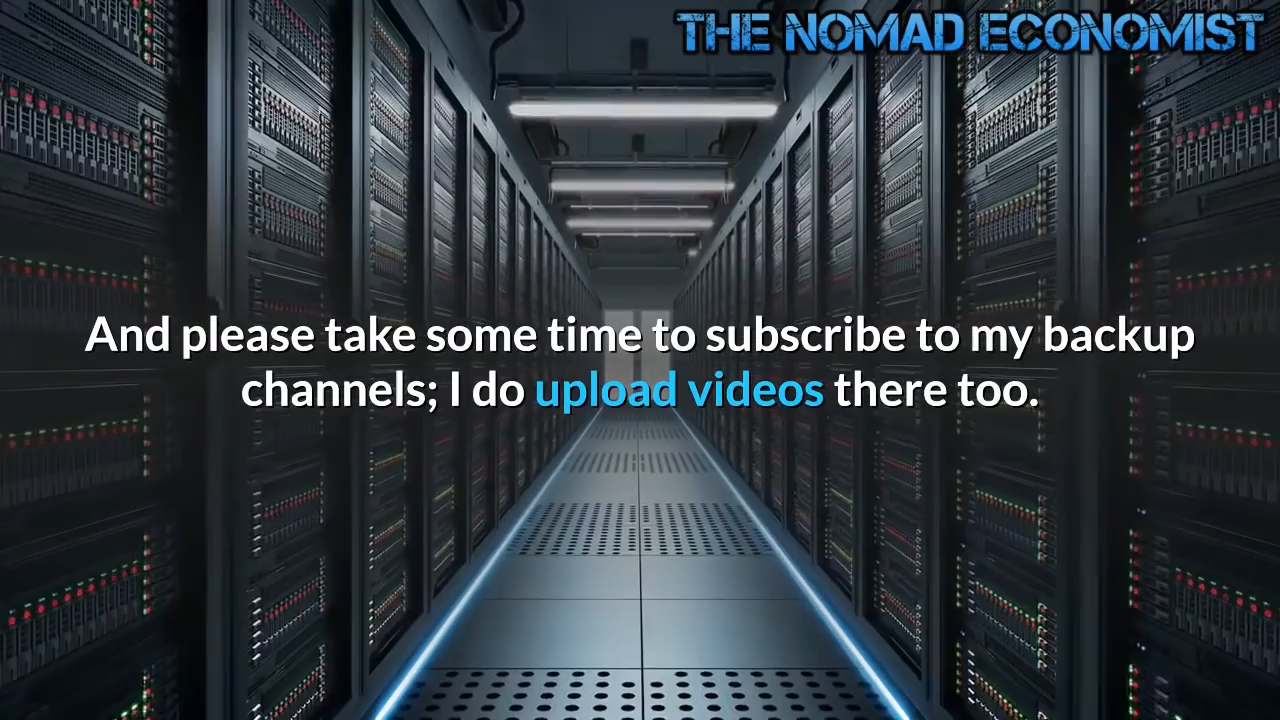 THE NOMAD ECONOMIST
And please take some time to subscribe to my backup
channels; I do upload videos there too.